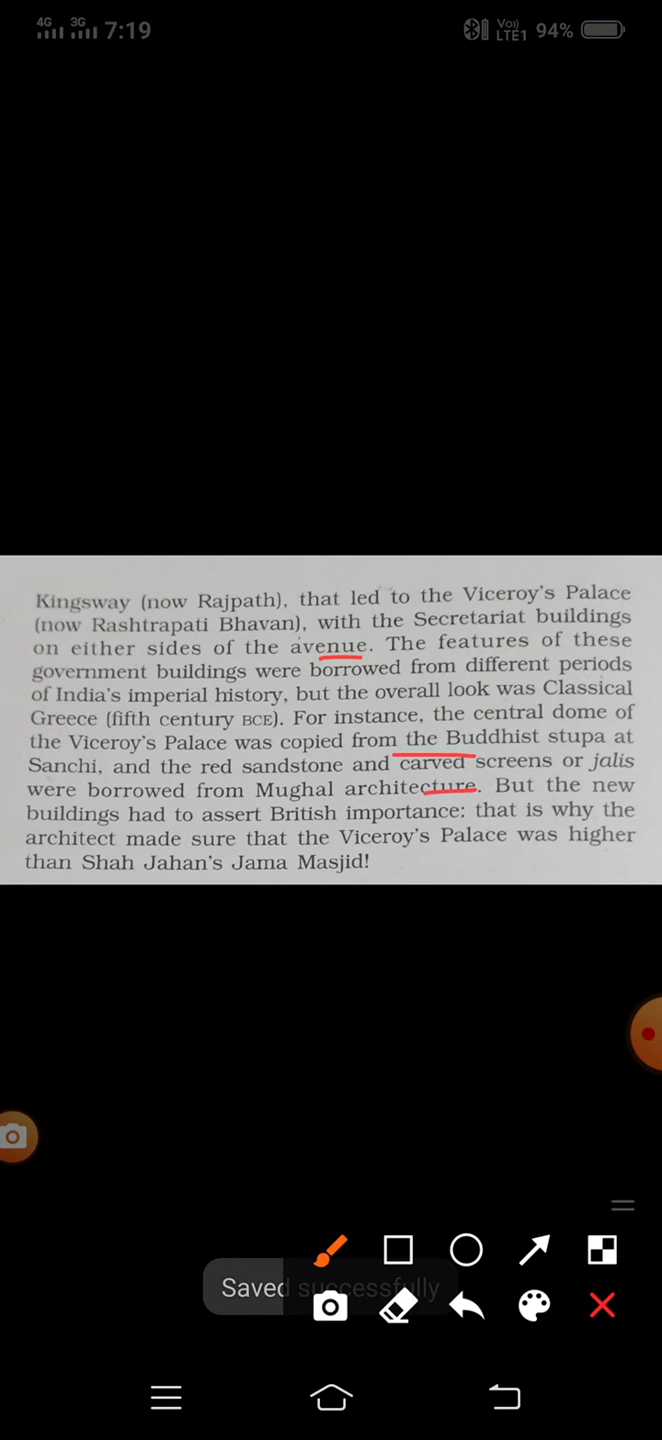 4G 3G 7:19 Vo)) LTE1 94%
Kingsway (now Rajpath), that led to the Viceroy's Palace
(now Rashtrapati Bhavan), with the Secretariat buildings
on either sides of the avenue. The features of these
government buildings were borrowed from different periods
of India's imperial history, but the overall look was Classical
Greece (fifth century BCE). For instance, the central dome of
the Viceroy's Palace was copied from the Buddhist stupa at
Sanchi, and the red sandstone and carved screens or jalis
were borrowed from Mughal architecture. But the new
buildings had to assert British importance: that is why the
architect made sure that the Viceroy's Palace was higher
than Shah Jahan's Jama Masjid!
Saved successfully